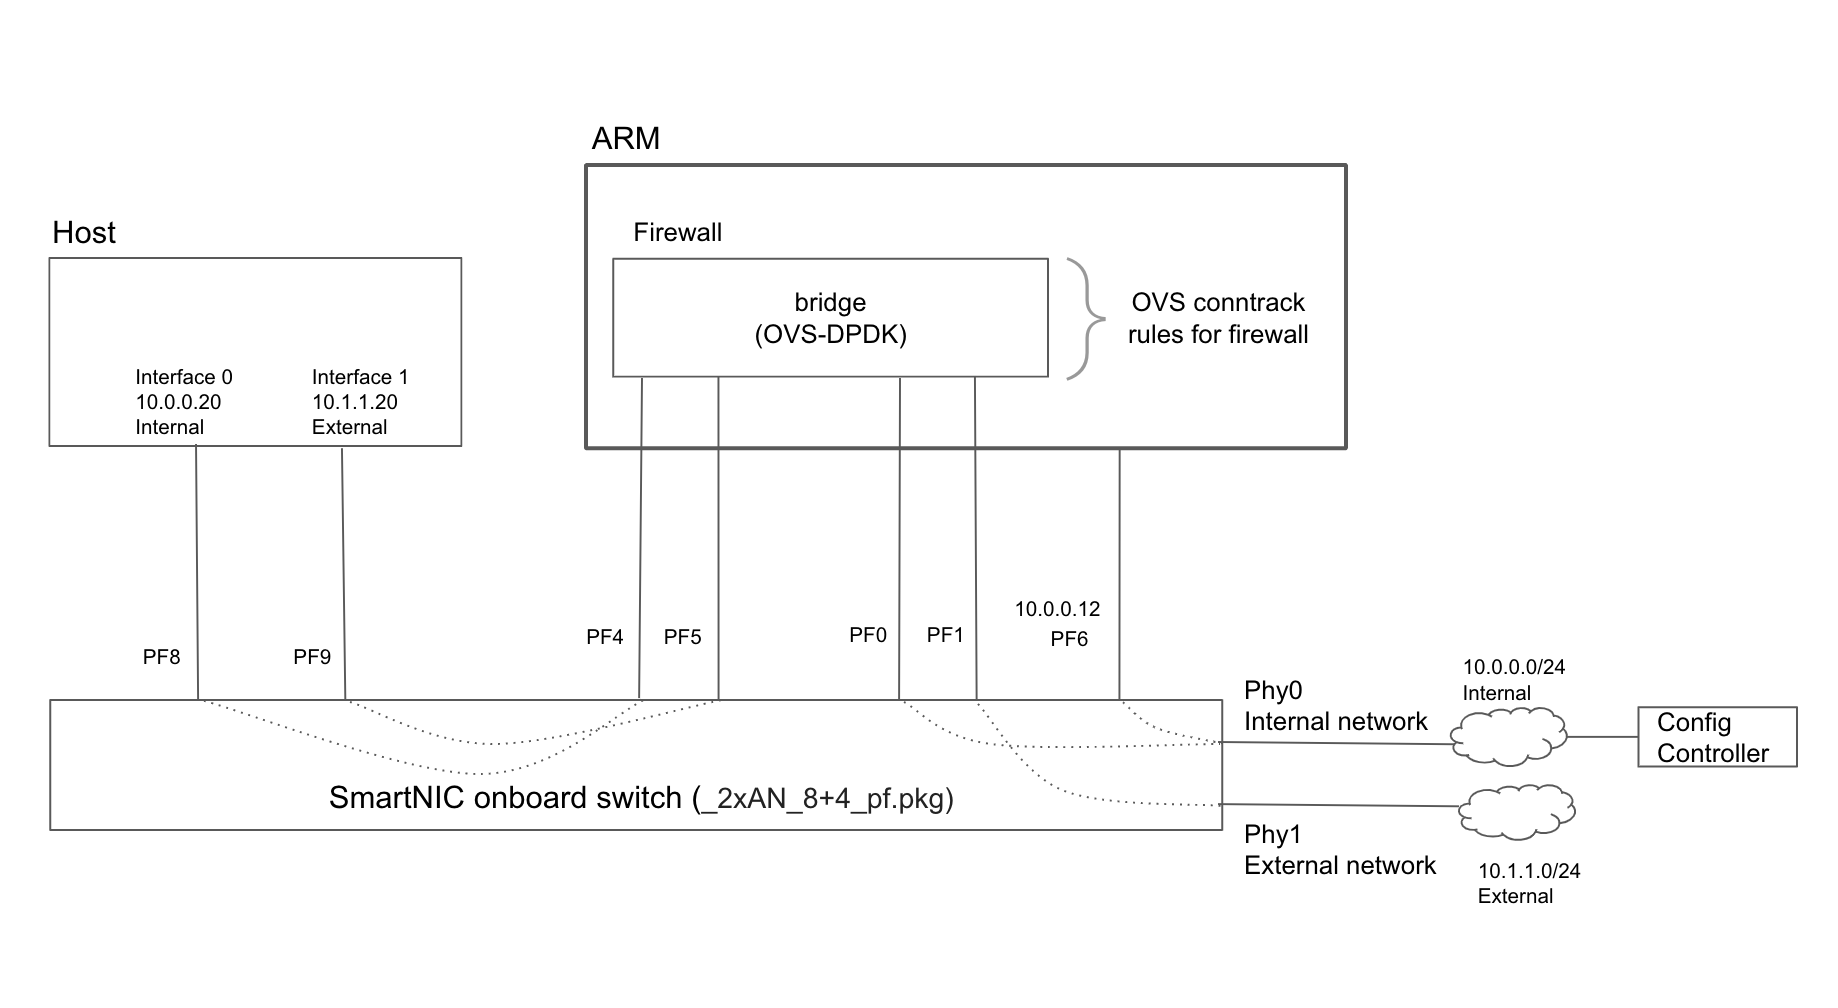 ARM
Host
Firewall
bridge
(OVS-DPDK)
OVS conntrack
rules for firewall
Interface 0
10.0.0.20
Internal
Interface 1
10.1.1.20
External
PF8
PF9
PF4
PF5
PF0
PF1
10.0.0.12
PF6
Phy0
Internal network
10.0.0.0/24
Internal
Config
Controller
SmartNIC onboard switch (_2xAN_8+4_pf.pkg)
Phy1
External network
10.1.1.0/24
External